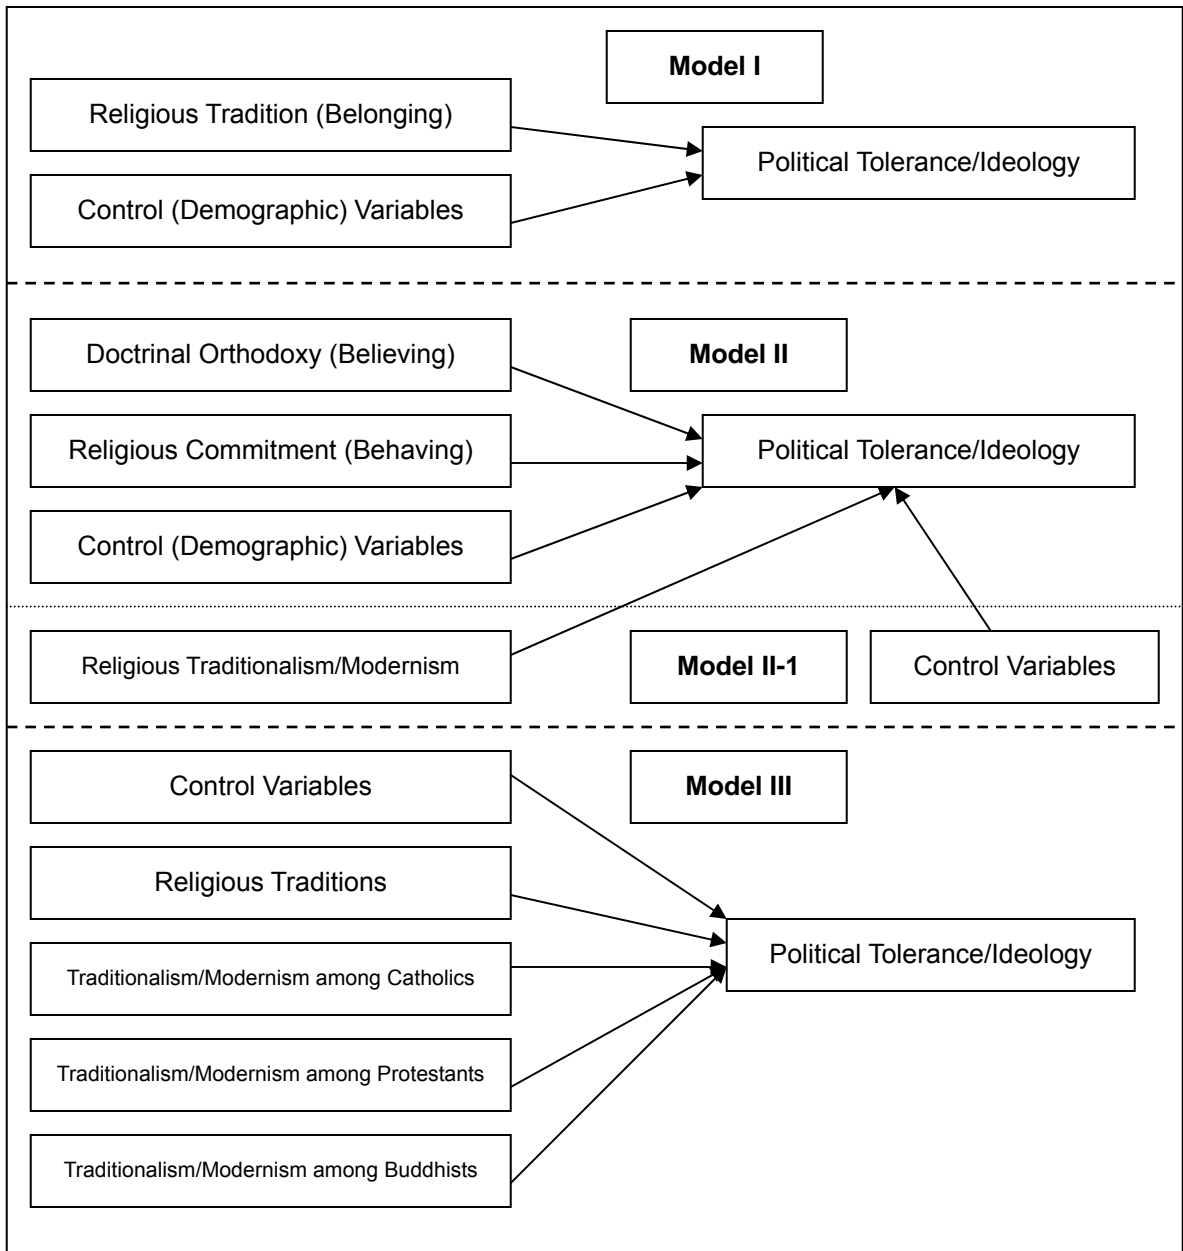 Model I
Religious Tradition (Belonging)
Political Tolerance/Ideology
Control (Demographic) Variables
Doctrinal Orthodoxy (Believing)
Model II
Religious Commitment (Behaving)
Political Tolerance/Ideology
Control (Demographic) Variables
Religious Traditionalism/Modernism
Model II-1
Control Variables
Control Variables
Model III
Religious Traditions
Political Tolerance/Ideology
Traditionalism/Modernism among Catholics
Traditionalism/Modernism among Protestants
Traditionalism/Modernism among Buddhists